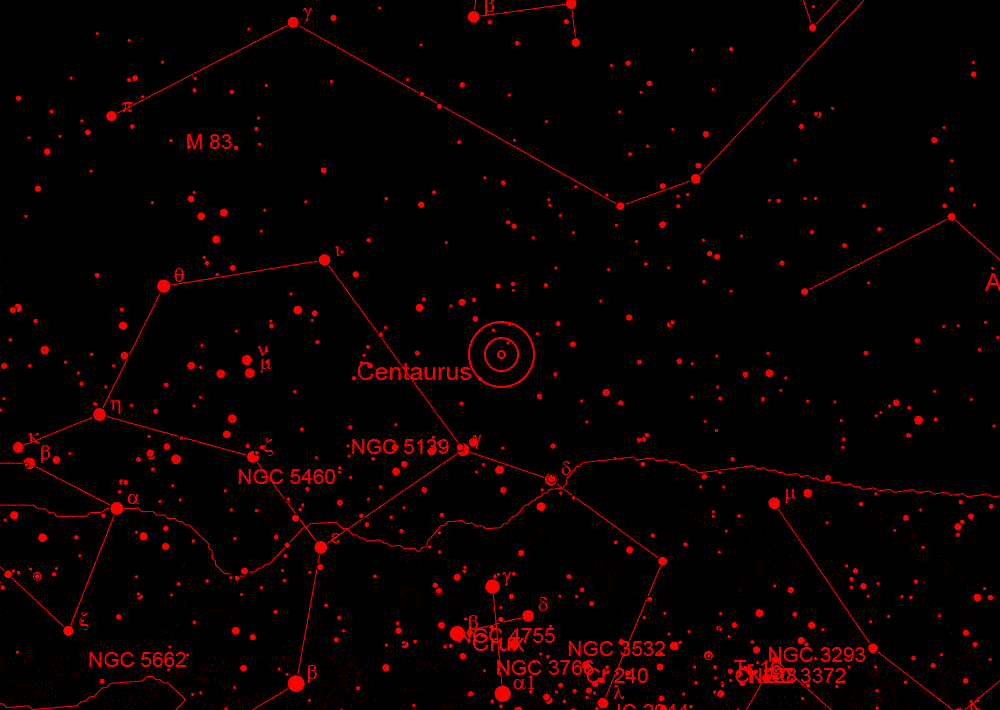 γ
β
π
M 83
ι
θ
A
ν
μ
Centaurus
η
κ
γ
β
ζ
NGC 5139
δ
NGC 5460
α
μ
ε
γ
δ
ζ
β
NGC 4755
Crux
NGC 3532
NGC 3293
NGC 5662
NGC 3766
Cr 240
NGC 3372
β
α1
λ
κ